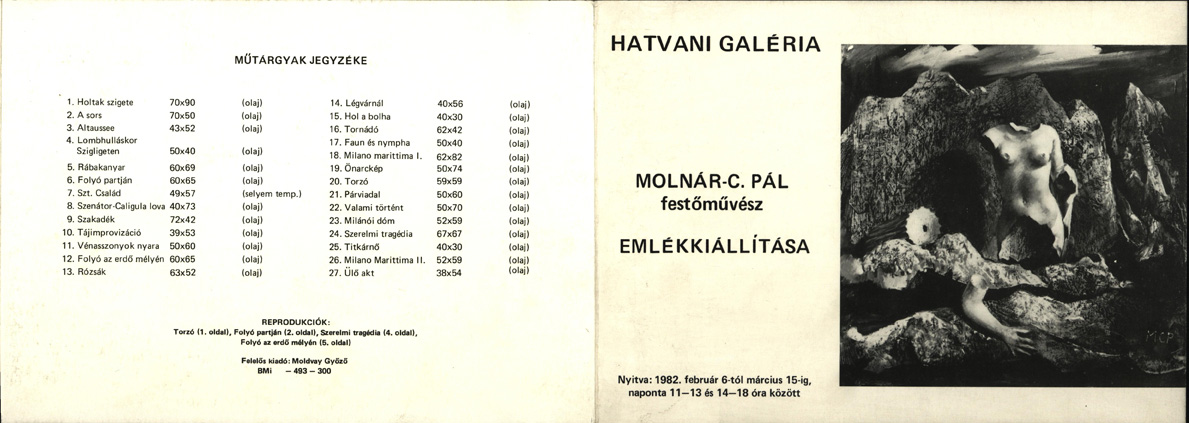 MŰTÁRGYAK JEGYZÉKE
1. Holtak szigete 70x90 (olaj)
2. A sors 70x50 (olaj)
3. Altaussee 43x52 (olaj)
4. Lombhulláskor
Szigligeten 50x40 (olaj)
5. Rábakanyar 60x69 (olaj)
6. Folyó partján 60x65 (olaj)
7. Szt. Család 49x57 (selyem temp.)
8. Szenátor-Caligula lova 40x73 (olaj)
9. Szakadék 72x42 (olaj)
10. Tájimprovizáció 39x53 (olaj)
11. Vénasszonyok nyara 50x60 (olaj)
12. Folyó az erdő mélyén 60x65 (olaj)
13. Rózsák 63x52 (olaj)
14. Légvárnál 40x56 (olaj)
15. Hol a bolha 40x30 (olaj)
16. Tornádó 62x42 (olaj)
17. Faun és nympha 50x40 (olaj)
18. Milano marittima I. 62x82 (olaj)
19. Önarckép 50x74 (olaj)
20. Torzó 59x59 (olaj)
21. Párviadal 50x60 (olaj)
22. Valami történt 50x70 (olaj)
23. Milánói dóm 52x59 (olaj)
24. Szerelmi tragédia 67x67 (olaj)
25. Titkárnő 40x30 (olaj)
26. Milano Marittima II. 52x59 (olaj)
27. Ülő akt 38x54 (olaj)
REPRODUKCIÓK:
Torzó (1. oldal), Folyó partján (2. oldal), Szerelmi tragédia (4. oldal),
Folyó az erdő mélyén (5. oldal)
Felelős kiadó: Moldvay Győző
BMi – 493 – 300
HATVANI GALÉRIA
MOLNÁR-C. PÁL
festőművész
EMLÉKKIÁLLÍTÁSA
Nyitva: 1982. február 6-tól március 15-ig,
naponta 11–13 és 14–18 óra között
MCP